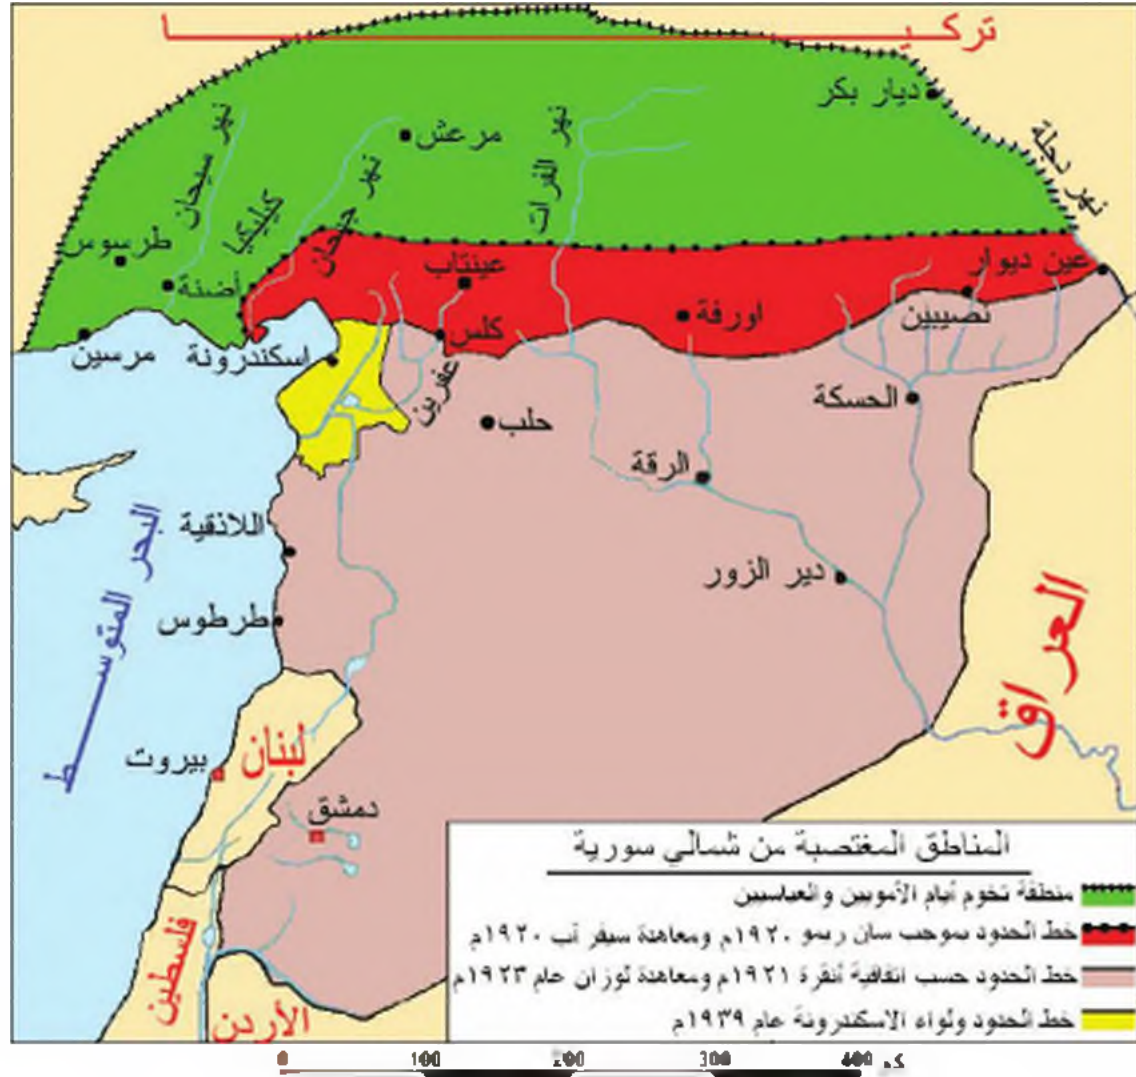 تركيـــــــا
ديار بكر
نهر دجلة
مرعش
نهر الفرات
نهر سيحان
كيليكيا
نهر جيحان
طرسوس
أضنة
مرسين
عينتاب
عين ديوار
نصيبين
اورفة
كلس
اسكندرونة
عفرين
حلب
الحسكة
الرقة
اللاذقية
دير الزور
طرطوس
البحر المتوســـط
العراق
لبنان
بيروت
دمشق
فلسطين
الأردن
المناطق المغتصبة من شمالي سورية
منطقة تخوم أيام الأمويين والعباسيين
خط الحدود بموجب سان ريمو ١٩٢٠م ومعاهدة سيفر آب ١٩٢٠م
خط الحدود حسب اتفاقية أنقرة ١٩٢١م ومعاهدة لوزان عام ١٩٢٣م
خط الحدود ولواء الاسكندرونة عام ١٩٣٩م
0 100 200 300 400 كم